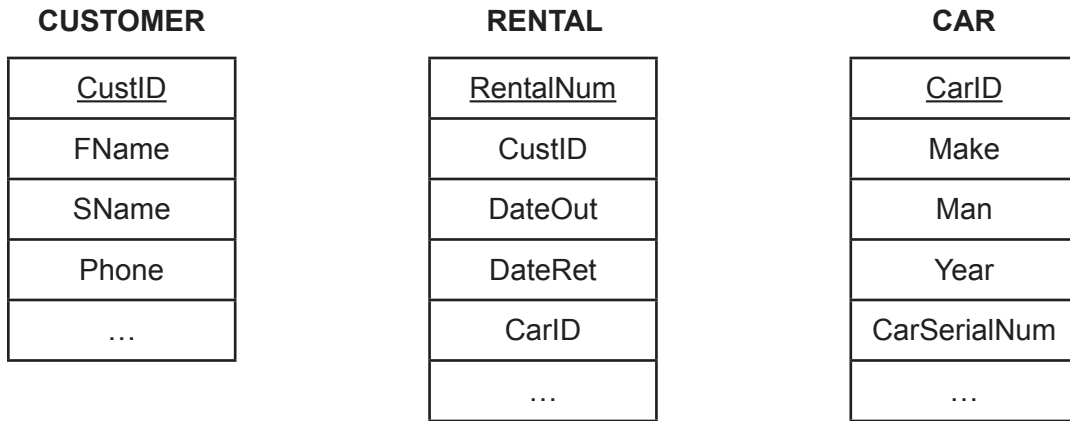 CUSTOMER
CustID
FName
SName
Phone
…
RENTAL
RentalNum
CustID
DateOut
DateRet
CarID
…
CAR
CarID
Make
Man
Year
CarSerialNum
…